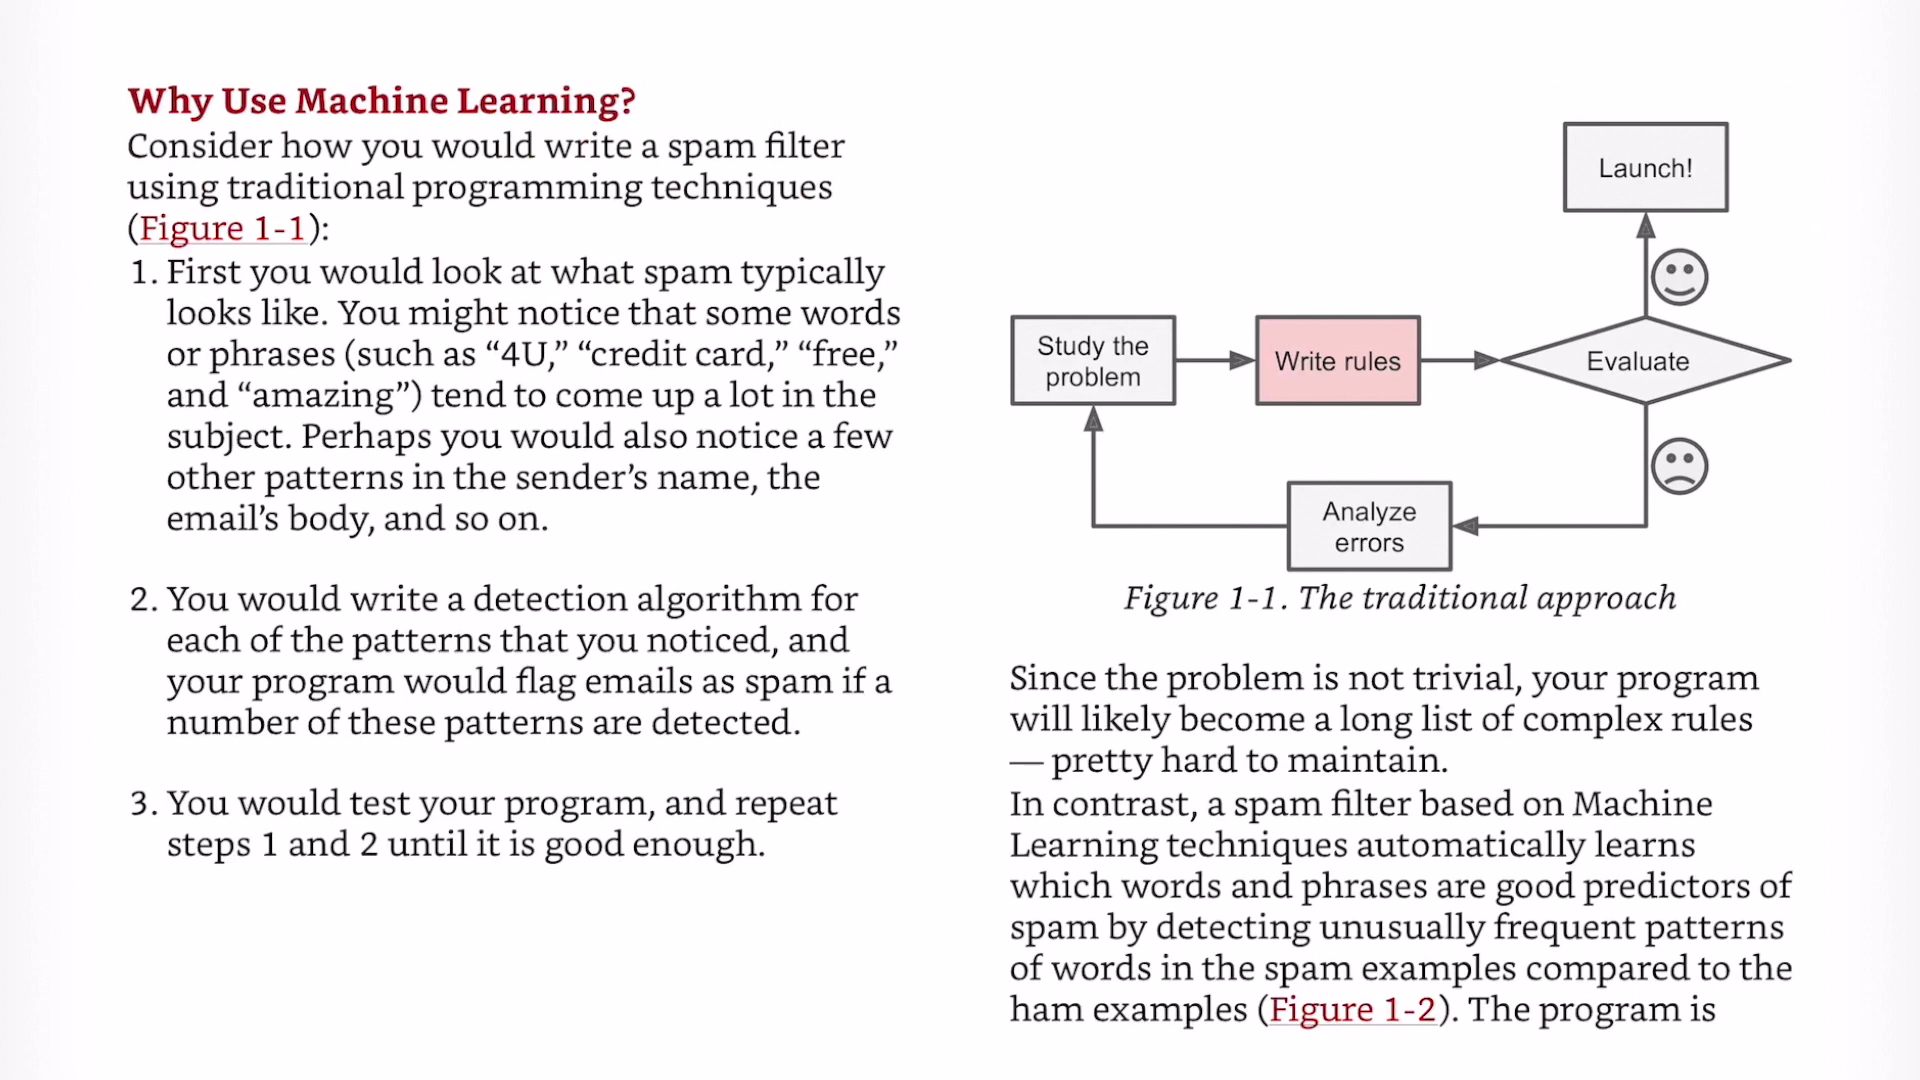 Why Use Machine Learning?
Consider how you would write a spam filter
using traditional programming techniques
(Figure 1-1):
1. First you would look at what spam typically
looks like. You might notice that some words
or phrases (such as “4U,” “credit card,” “free,”
and “amazing”) tend to come up a lot in the
subject. Perhaps you would also notice a few
other patterns in the sender’s name, the
email’s body, and so on.
2. You would write a detection algorithm for
each of the patterns that you noticed, and
your program would flag emails as spam if a
number of these patterns are detected.
3. You would test your program, and repeat
steps 1 and 2 until it is good enough.
Launch!
Study the
problem
Write rules
Evaluate
Analyze
errors
Figure 1-1. The traditional approach
Since the problem is not trivial, your program
will likely become a long list of complex rules
— pretty hard to maintain.
In contrast, a spam filter based on Machine
Learning techniques automatically learns
which words and phrases are good predictors of
spam by detecting unusually frequent patterns
of words in the spam examples compared to the
ham examples (Figure 1-2). The program is